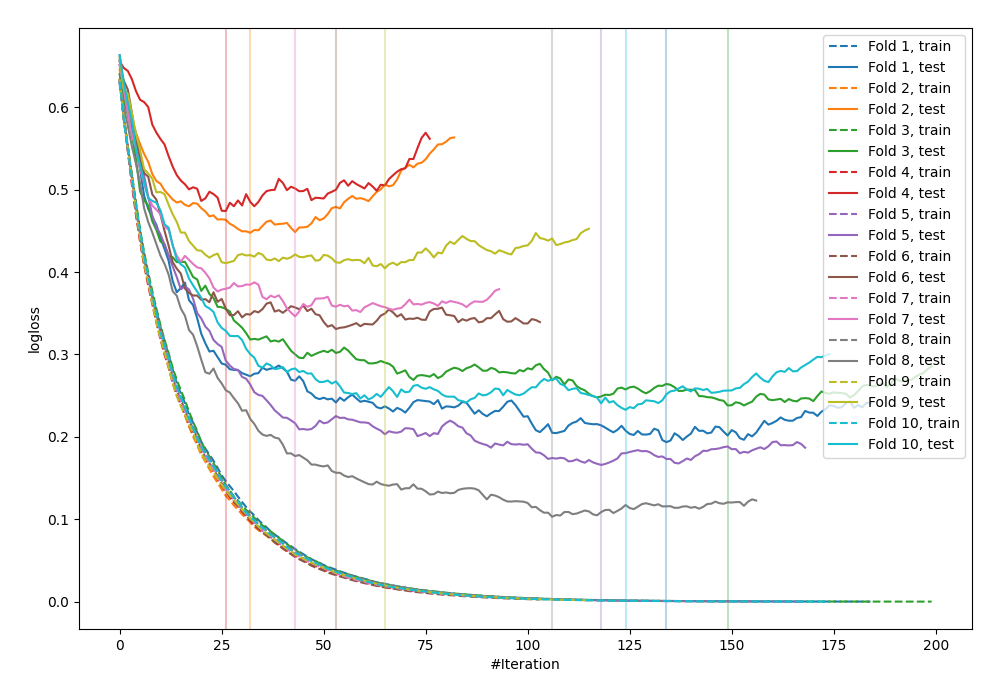 logloss
0.6
0.5
0.4
0.3
0.2
0.1
0.0
0
25
50
75
100
125
150
175
200
#Iteration
Fold 1, train
Fold 1, test
Fold 2, train
Fold 2, test
Fold 3, train
Fold 3, test
Fold 4, train
Fold 4, test
Fold 5, train
Fold 5, test
Fold 6, train
Fold 6, test
Fold 7, train
Fold 7, test
Fold 8, train
Fold 8, test
Fold 9, train
Fold 9, test
Fold 10, train
Fold 10, test